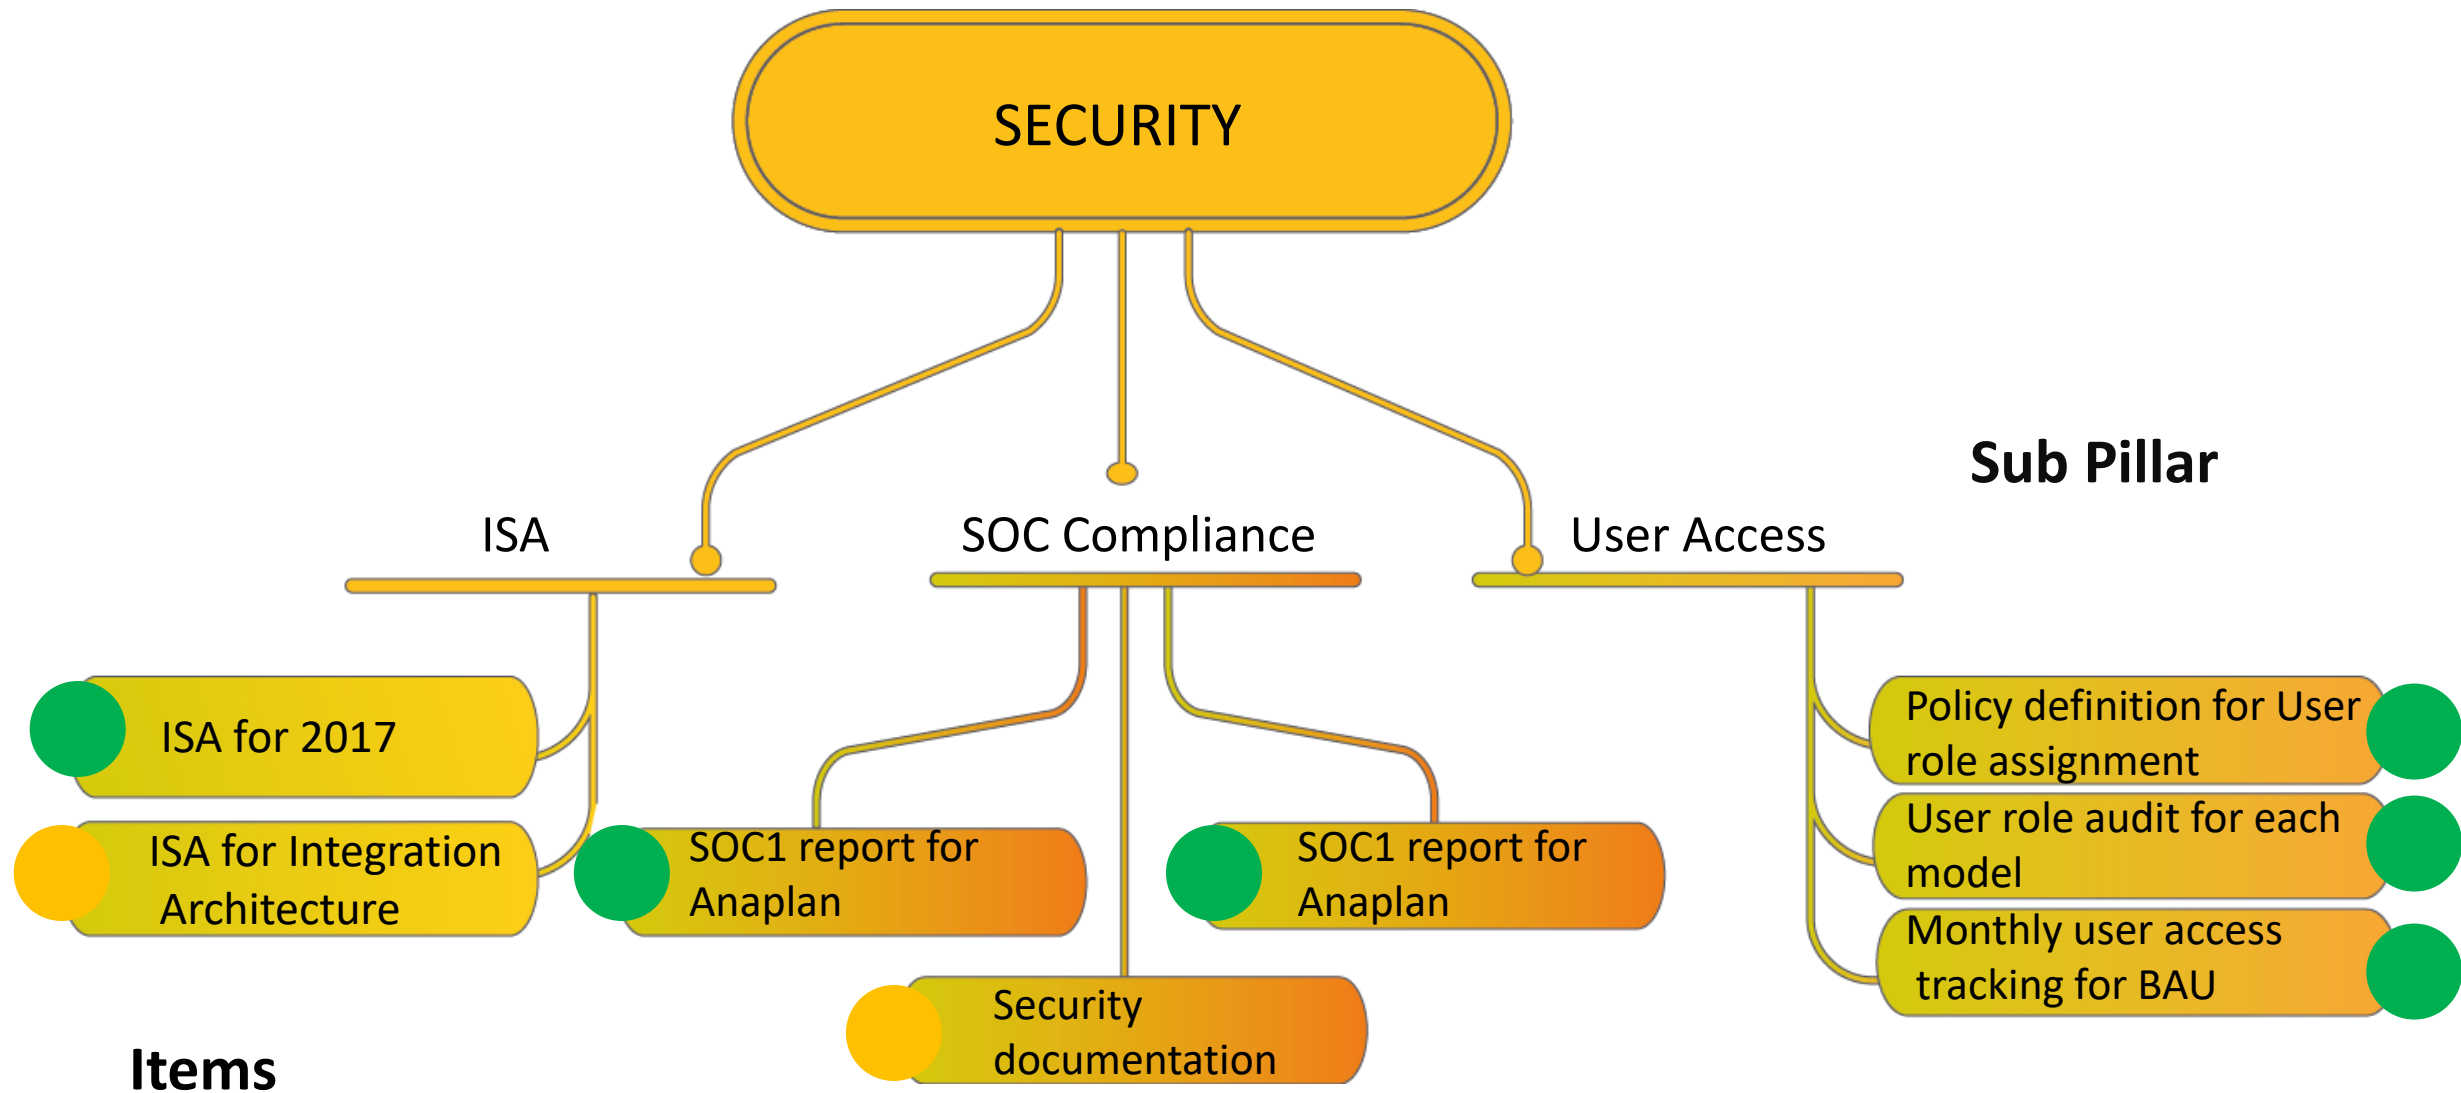 SECURITY
Sub Pillar
ISA
SOC Compliance
User Access
ISA for 2017
ISA for Integration
Architecture
SOC1 report for
Anaplan
Security
documentation
SOC1 report for
Anaplan
Policy definition for User
role assignment
User role audit for each
model
Monthly user access
tracking for BAU
Items